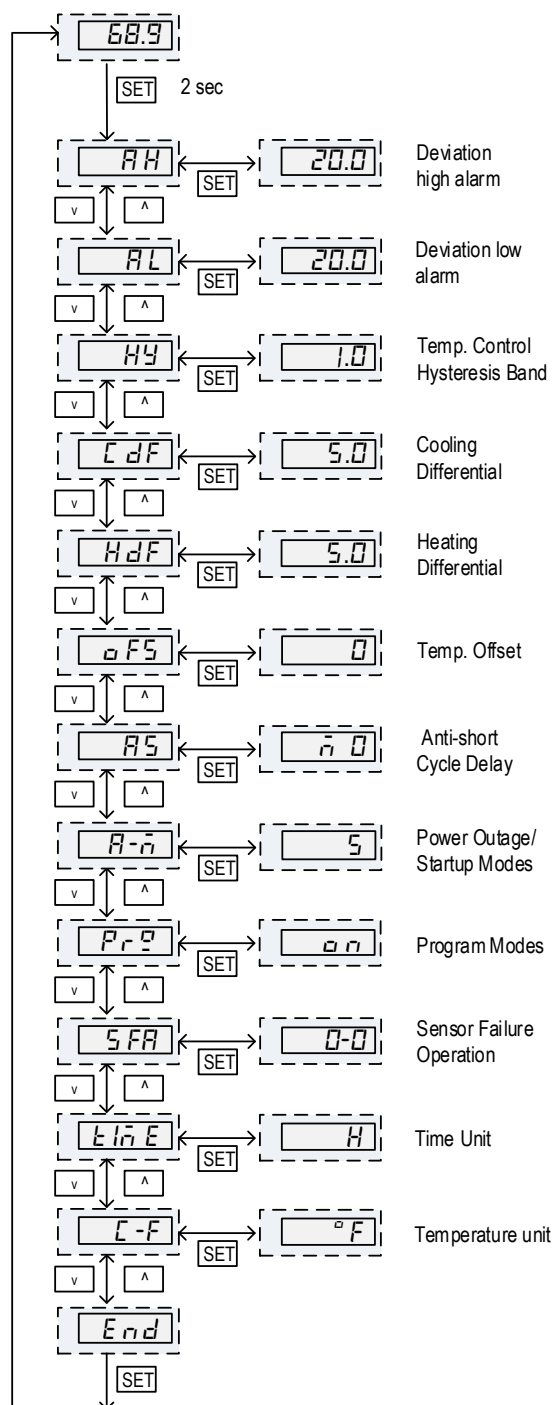 68.9
SET 2 sec
AH SET 20.0 Deviation
high alarm
v ^
AL SET 20.0 Deviation low
alarm
v ^
HY SET 1.0 Temp. Control
Hysteresis Band
v ^
CdF SET 5.0 Cooling
Differential
v ^
HdF SET 5.0 Heating
Differential
v ^
oFS SET 0 Temp. Offset
v ^
AS SET m 0 Anti-short
Cycle Delay
v ^
A-m SET S Power Outage/
Startup Modes
v ^
Prg SET on Program Modes
v ^
SFA SET 0-0 Sensor Failure
Operation
v ^
tImE SET H Time Unit
v ^
C-F SET °F Temperature unit
v ^
End
SET